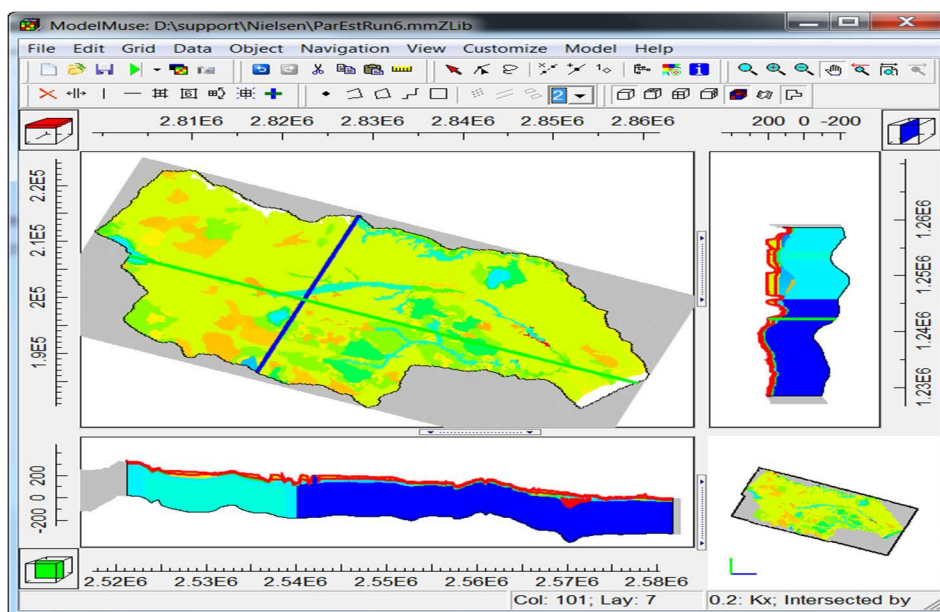 ModelMuse: D:\support\Nielsen\ParEstRun6.mmZLib
File Edit Grid Data Object Navigation View Customize Model Help
2
2.81E6 2.82E6 2.83E6 2.84E6 2.85E6 2.86E6
200 0 -200
2.2E5
2.1E5
2E5
1.9E5
1.26E6
1.25E6
1.24E6
1.23E6
200
0
-200
2.52E6 2.53E6 2.54E6 2.55E6 2.56E6 2.57E6 2.58E6
Col: 101; Lay: 7
0.2: Kx; Intersected by